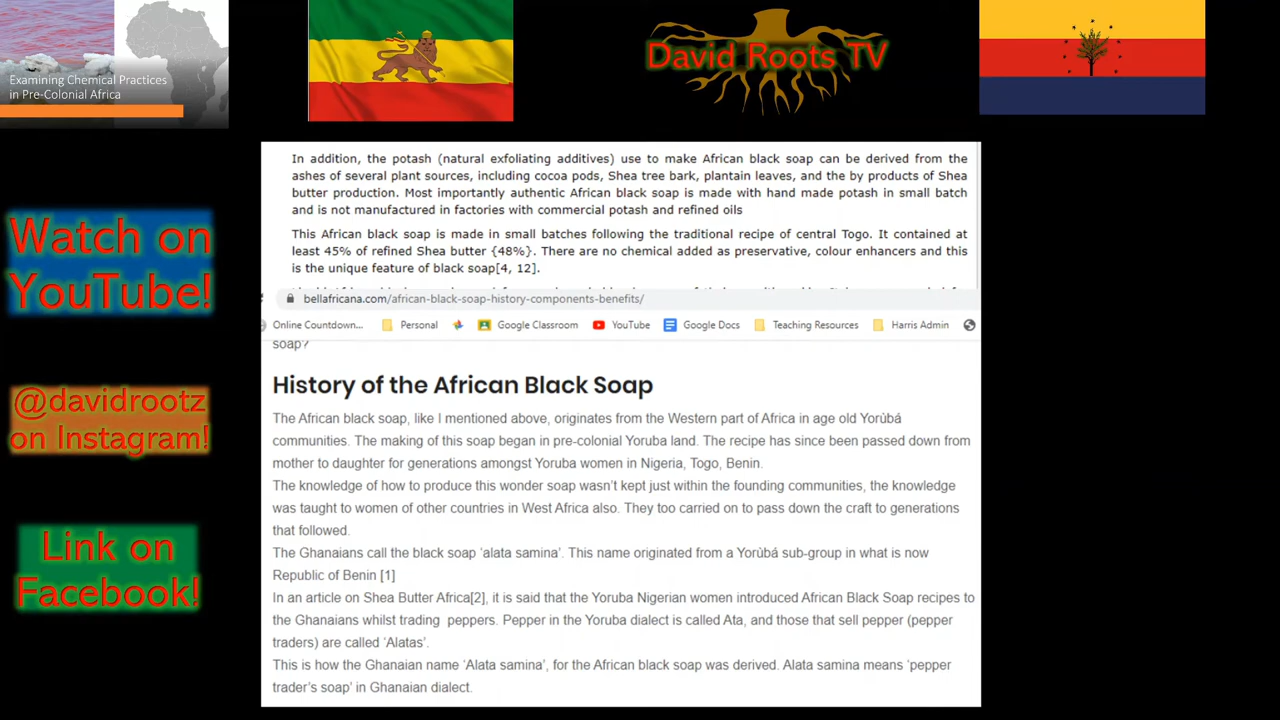 Examining Chemical Practices
in Pre-Colonial Africa
David Roots TV
Watch on
YouTube!
@davidrootz
on Instagram!
Link on
Facebook!
In addition, the potash (natural exfoliating additives) use to make African black soap can be derived from the
ashes of several plant sources, including cocoa pods, Shea tree bark, plantain leaves, and the by products of Shea
butter production. Most importantly authentic African black soap is made with hand made potash in small batch
and is not manufactured in factories with commercial potash and refined oils
This African black soap is made in small batches following the traditional recipe of central Togo. It contained at
least 45% of refined Shea butter {48%}. There are no chemical added as preservative, colour enhancers and this
is the unique feature of black soap[4, 12].
bellafricana.com/african-black-soap-history-components-benefits/
Online Countdown... Personal Google Classroom YouTube Google Docs Teaching Resources Harris Admin
soap?
History of the African Black Soap
The African black soap, like I mentioned above, originates from the Western part of Africa in age old Yorùbá
communities. The making of this soap began in pre-colonial Yoruba land. The recipe has since been passed down from
mother to daughter for generations amongst Yoruba women in Nigeria, Togo, Benin.
The knowledge of how to produce this wonder soap wasn't kept just within the founding communities, the knowledge
was taught to women of other countries in West Africa also. They too carried on to pass down the craft to generations
that followed.
The Ghanaians call the black soap ‘alata samina’. This name originated from a Yorùbá sub-group in what is now
Republic of Benin [1]
In an article on Shea Butter Africa[2], it is said that the Yoruba Nigerian women introduced African Black Soap recipes to
the Ghanaians whilst trading peppers. Pepper in the Yoruba dialect is called Ata, and those that sell pepper (pepper
traders) are called ‘Alatas’.
This is how the Ghanaian name ‘Alata samina’, for the African black soap was derived. Alata samina means ‘pepper
trader's soap’ in Ghanaian dialect.